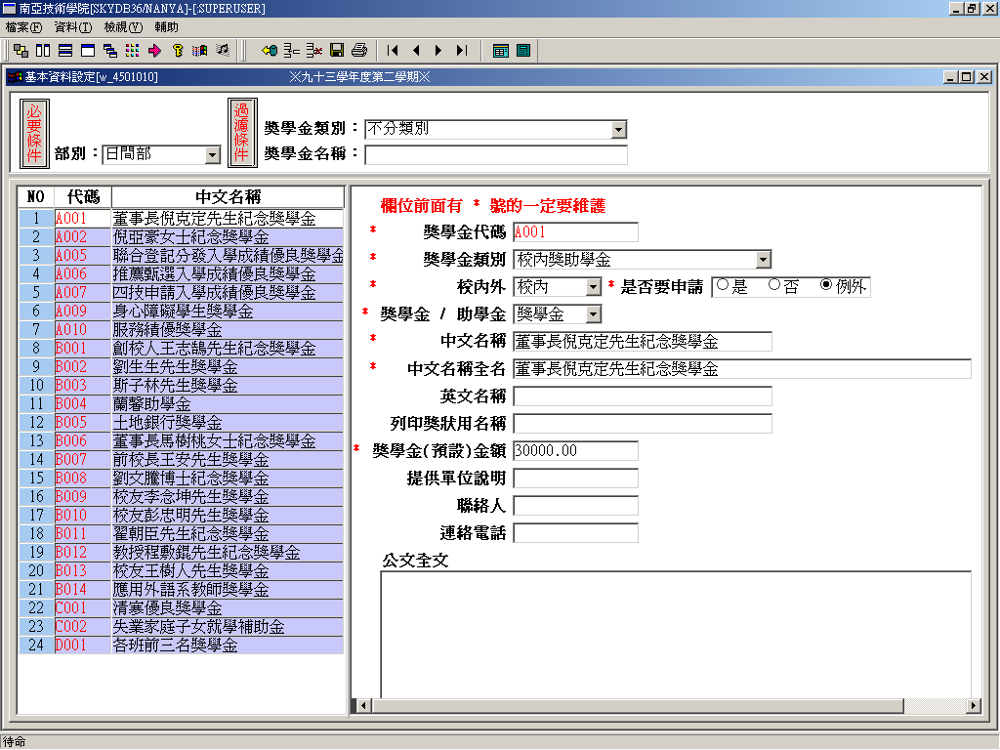 南亞技術學院[SKYDB36/NANYA]-[:SUPERUSER]
檔案(F) 資料(I) 檢視(V) 輔助
基本資料設定[w_4501010] ※九十三學年度第二學期※
必要條件
部別：日間部
過濾條件
獎學金類別：不分類別
獎學金名稱：
NO 代碼 中文名稱
1 A001 董事長倪克定先生紀念獎學金
2 A002 倪亞豪女士紀念獎學金
3 A005 聯合登記分發入學成績優良獎學金
4 A006 推薦甄選入學成績優良獎學金
5 A007 四技申請入學成績優良獎學金
6 A009 身心障礙學生獎學金
7 A010 服務績優獎學金
8 B001 創校人王志鵠先生紀念獎學金
9 B002 劉生生先生獎學金
10 B003 斯子林先生獎學金
11 B004 蘭馨助學金
12 B005 土地銀行獎學金
13 B006 董事長馬樹桃女士紀念獎學金
14 B007 前校長王安先生獎學金
15 B008 劉文騰博士紀念獎學金
16 B009 校友李念坤先生獎學金
17 B010 校友彭忠明先生獎學金
18 B011 翟朝臣先生紀念獎學金
19 B012 教授程敷錕先生紀念獎學金
20 B013 校友王樹人先生獎學金
21 B014 應用外語系教師獎學金
22 C001 清寒優良獎學金
23 C002 失業家庭子女就學補助金
24 D001 各班前三名獎學金
欄位前面有 * 號的一定要維護
* 獎學金代碼 A001
* 獎學金類別 校內獎助學金
* 校內外 校內 * 是否要申請 是 否 例外
* 獎學金 / 助學金 獎學金
* 中文名稱 董事長倪克定先生紀念獎學金
* 中文名稱全名 董事長倪克定先生紀念獎學金
英文名稱
列印獎狀用名稱
* 獎學金(預設)金額 30000.00
提供單位說明
聯絡人
連絡電話
公文全文
待命